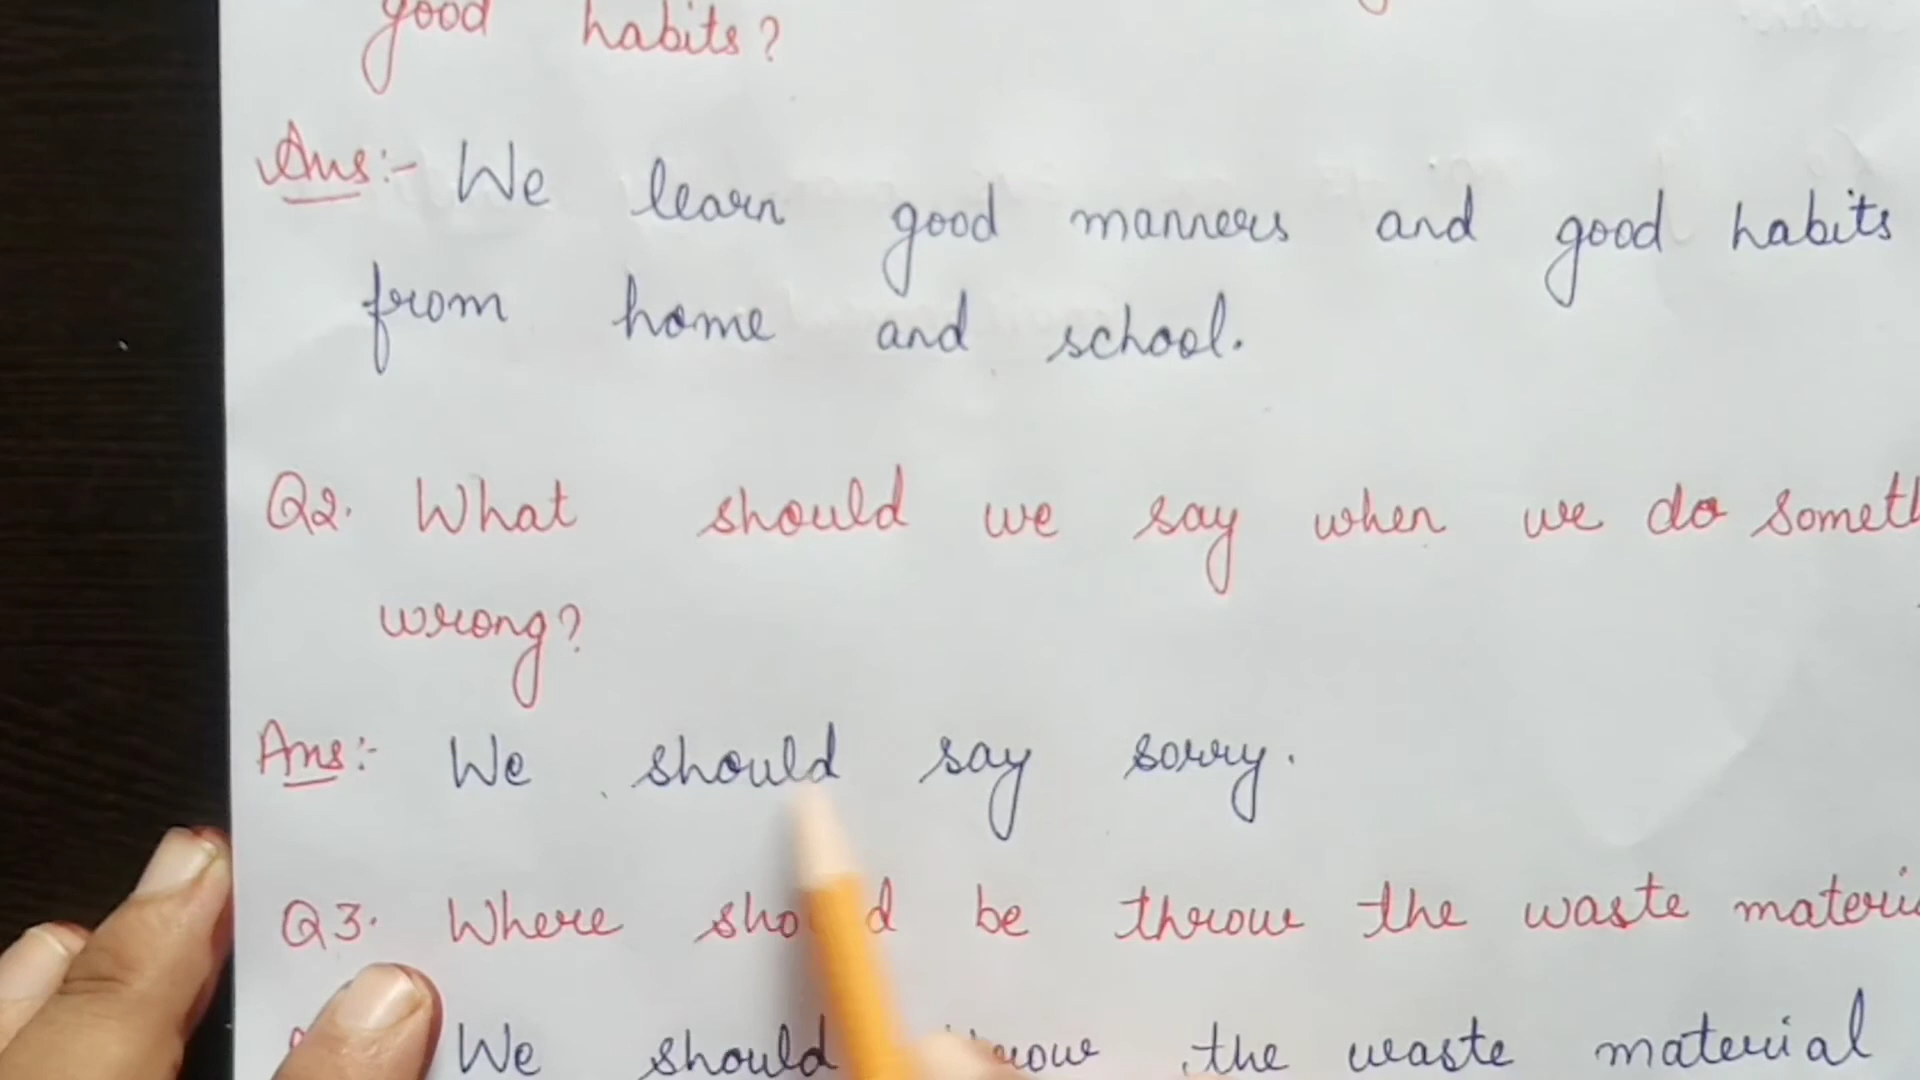 good habits?
Ans:- We learn good manners and good habits
from home and school.
Q2. What should we say when we do someth
wrong?
Ans:- We should say sorry.
Q3. Where sho d be throw the waste materi
We should the waste material